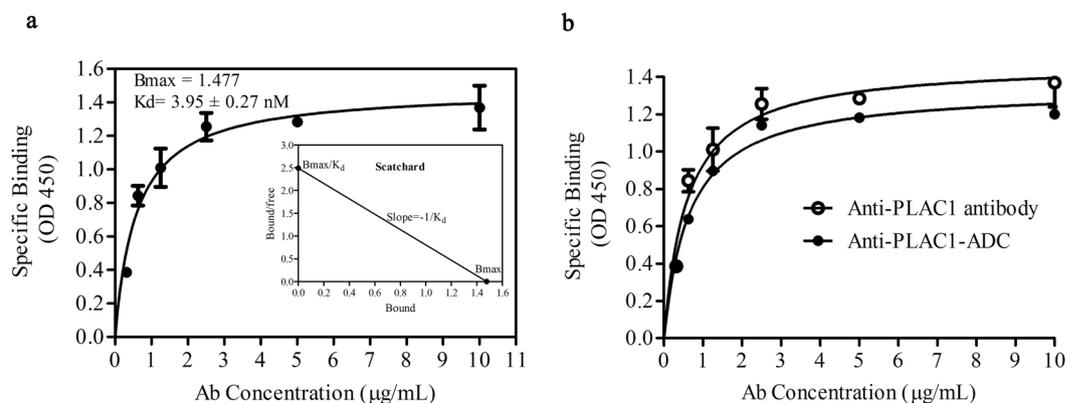 a
Bmax = 1.477
Kd= 3.95 ± 0.27 nM
Specific Binding
(OD 450)
1.6
1.4
1.2
1.0
0.8
0.6
0.4
0.2
0.0
0 1 2 3 4 5 6 7 8 9 10 11
Ab Concentration (µg/mL)
Scatchard
Bmax/Kd
Slope=-1/Kd
Bmax
Bound/free
3.0
2.5
2.0
1.5
1.0
0.5
0.0
0.0 0.2 0.4 0.6 0.8 1.0 1.2 1.4 1.6
Bound
b
Specific Binding
(OD 450)
1.4
1.2
1.0
0.8
0.6
0.4
0.2
0.0
Anti-PLAC1 antibody
Anti-PLAC1-ADC
0 1 2 3 4 5 6 7 8 9 10
Ab Concentration (µg/mL)